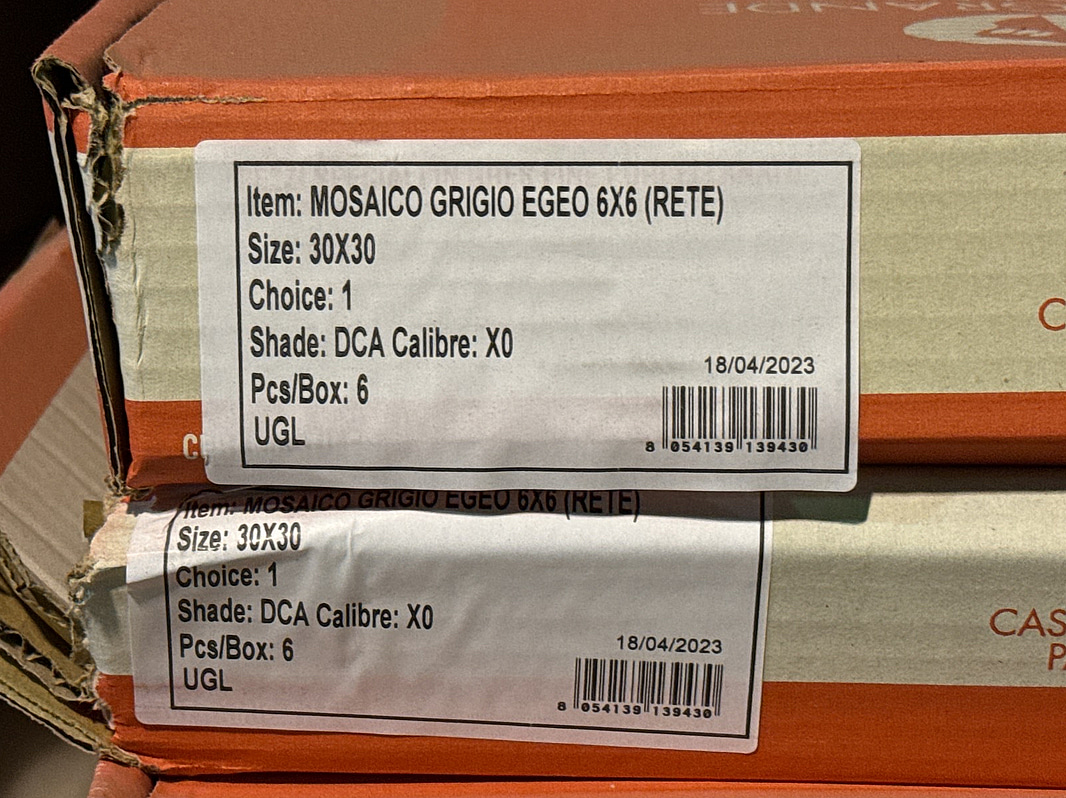 Item: MOSAICO GRIGIO EGEO 6X6 (RETE)
Size: 30X30
Choice: 1
Shade: DCA Calibre: X0
Pcs/Box: 6
UGL
18/04/2023
8 054139 139430
Item: MOSAICO GRIGIO EGEO 6X6 (RETE)
Size: 30X30
Choice: 1
Shade: DCA Calibre: X0
Pcs/Box: 6
UGL
18/04/2023
8 054139 139430
CAS